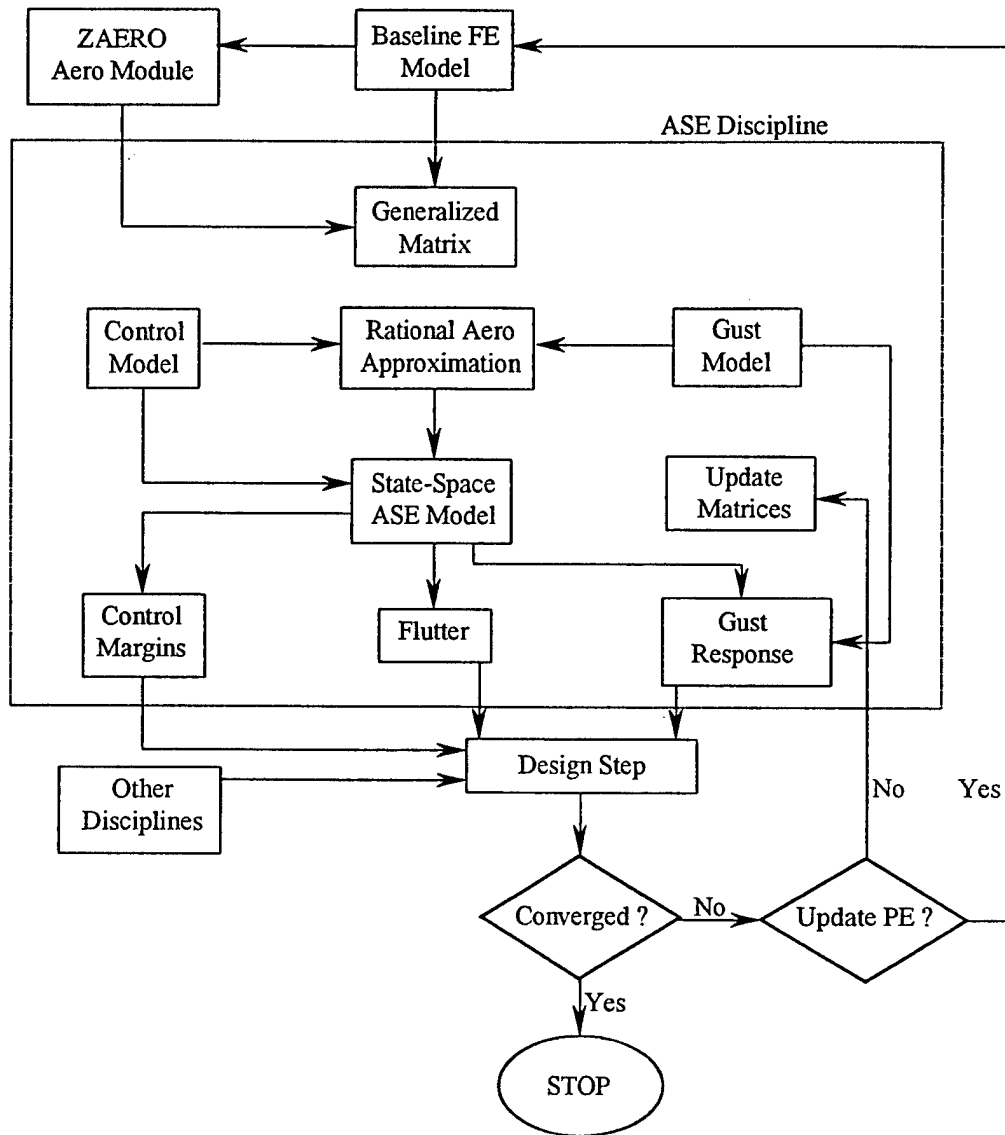 ZAERO
Aero Module
Baseline FE
Model
ASE Discipline
Generalized
Matrix
Control
Model
Rational Aero
Approximation
Gust
Model
State-Space
ASE Model
Update
Matrices
Control
Margins
Flutter
Gust
Response
Design Step
Other
Disciplines
No
Yes
Converged ?
No
Update PE ?
Yes
STOP